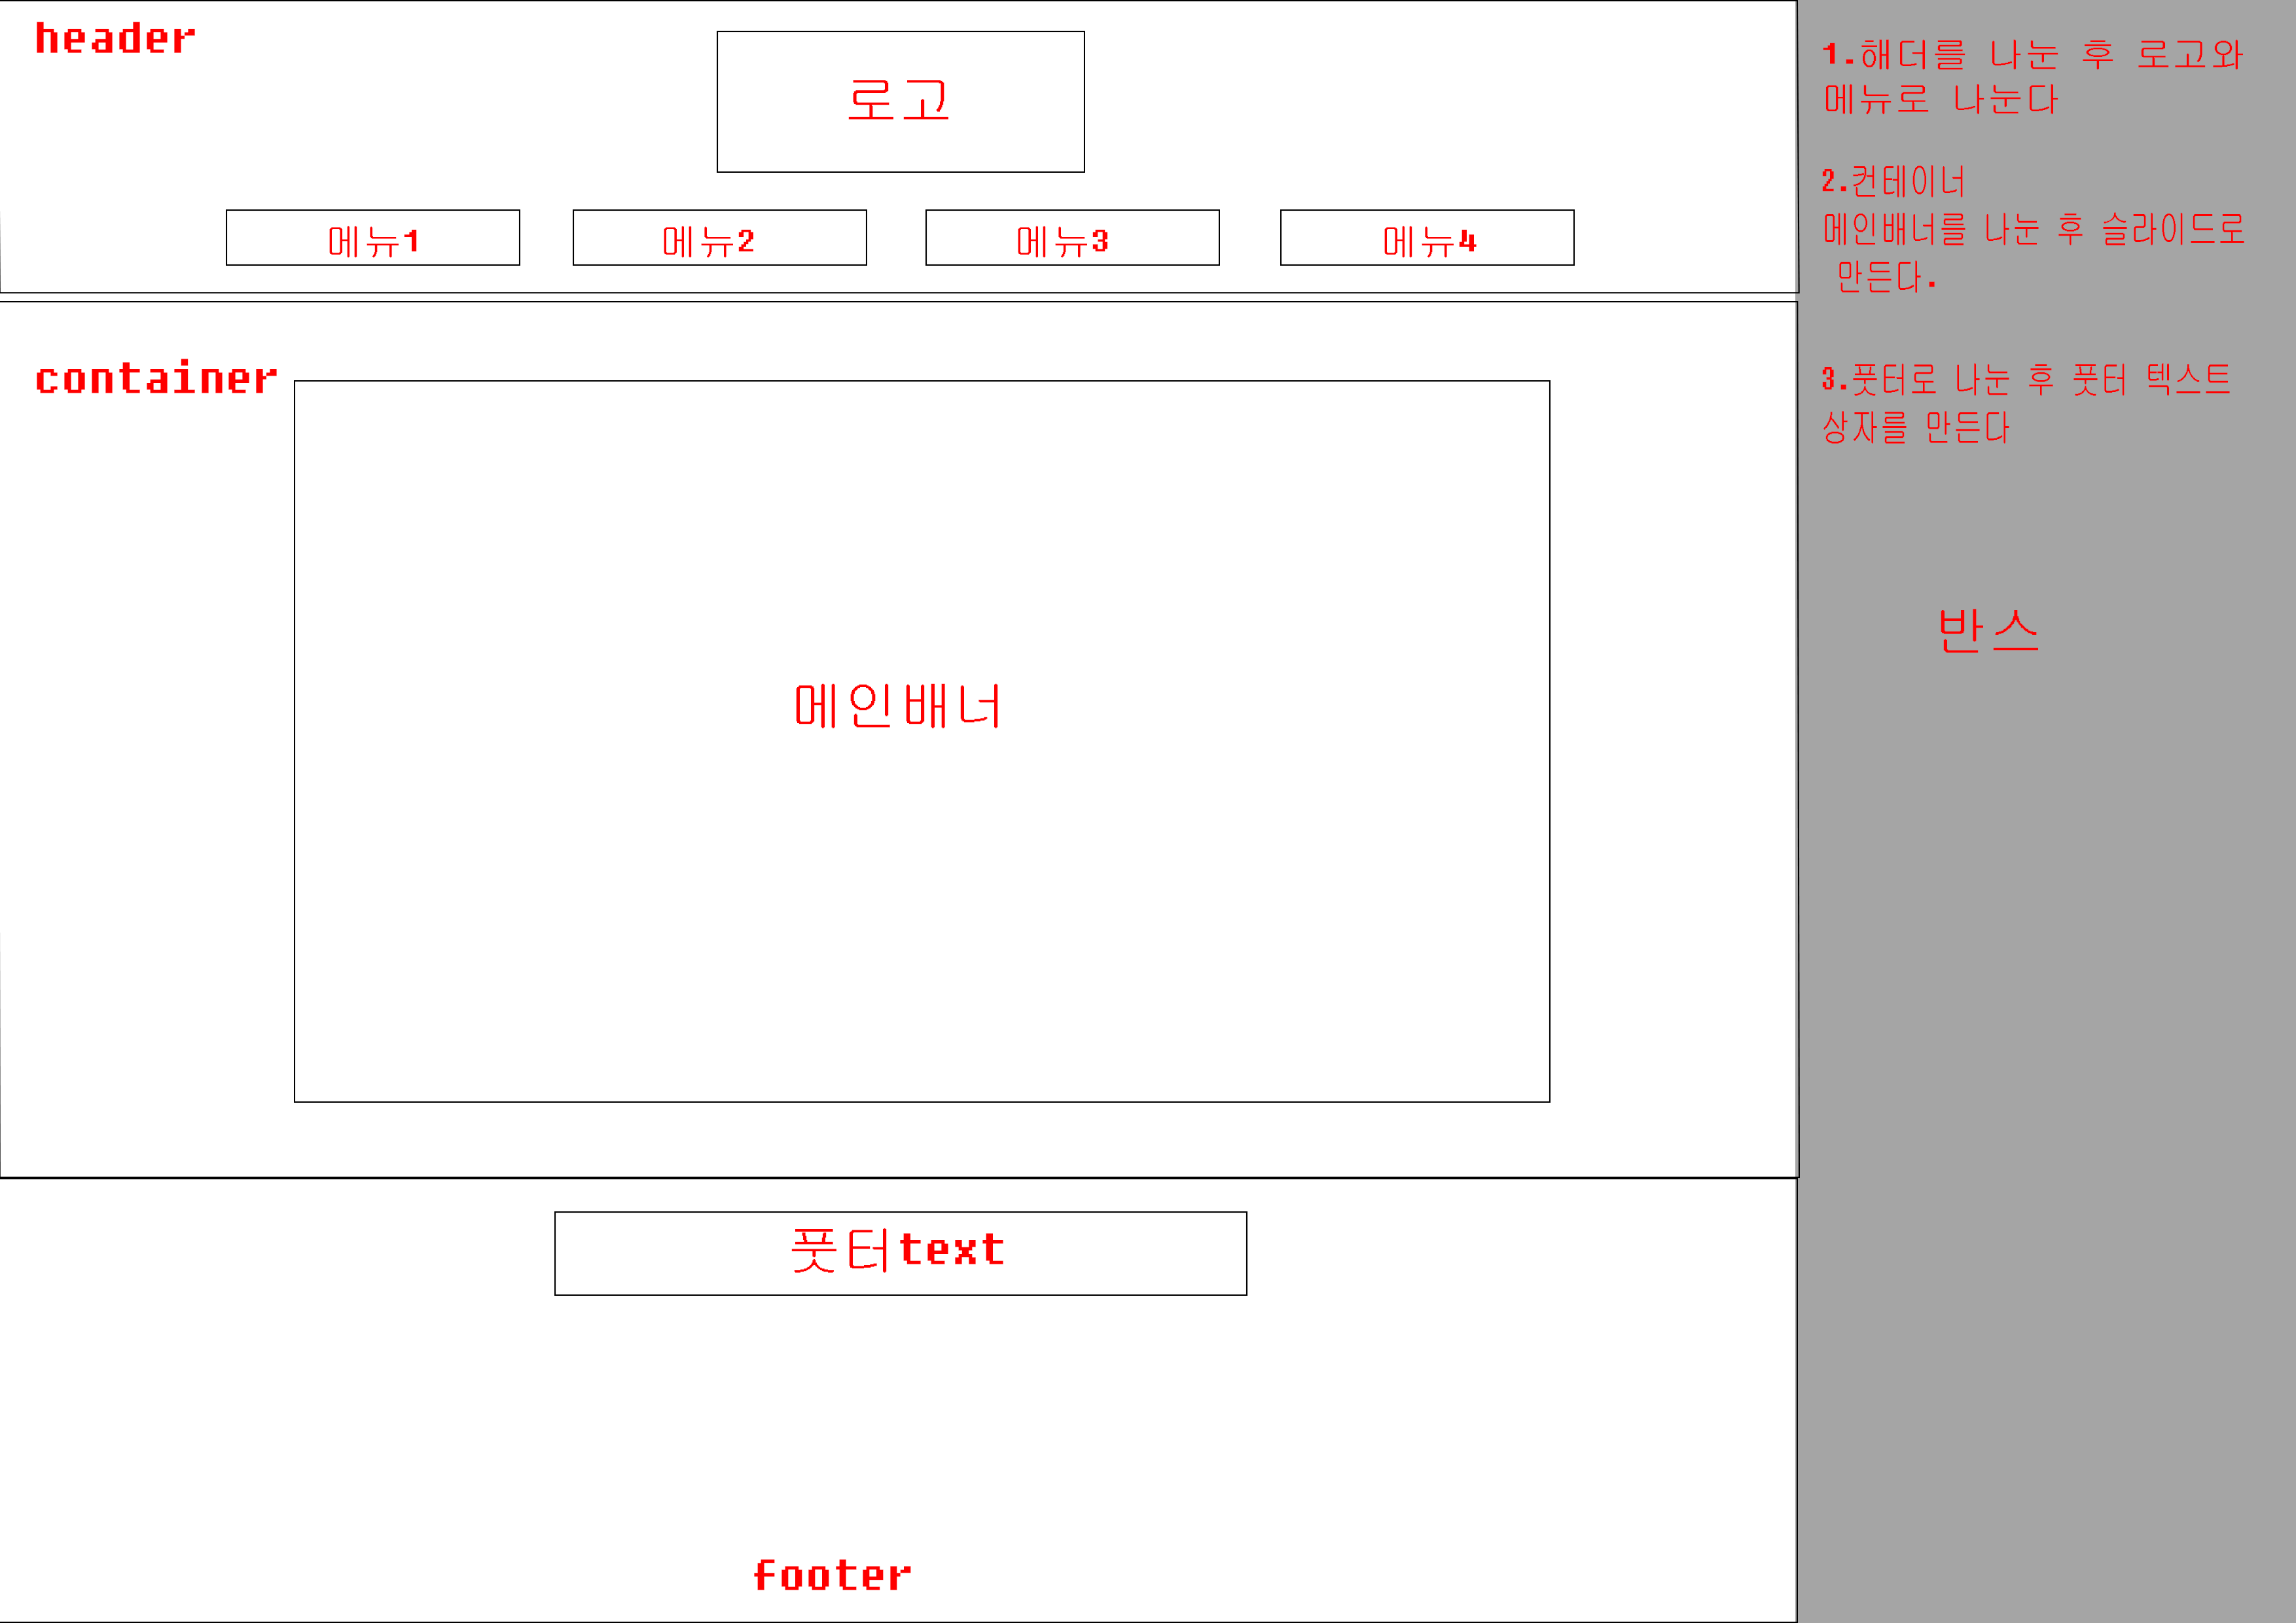 header
로고
메뉴1
메뉴2
메뉴3
메뉴4
container
메인배너
풋터text
footer
1.해더를 나눈 후 로고와
메뉴로 나눈다
2.컨테이너
메인배너를 나눈 후 슬라이드로
만든다.
3.풋터로 나눈 후 풋터 텍스트
상자를 만든다
반스